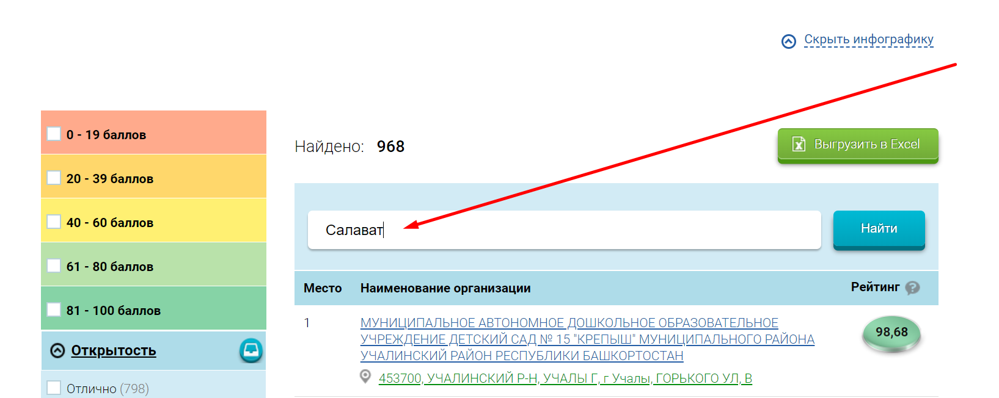 Скрыть инфографику
0 - 19 баллов
20 - 39 баллов
40 - 60 баллов
61 - 80 баллов
81 - 100 баллов
Открытость
Отлично (798)
Найдено: 968
Выгрузить в Excel
Салават
Найти
Место Наименование организации Рейтинг ?
1 МУНИЦИПАЛЬНОЕ АВТОНОМНОЕ ДОШКОЛЬНОЕ ОБРАЗОВАТЕЛЬНОЕ
УЧРЕЖДЕНИЕ ДЕТСКИЙ САД № 15 "КРЕПЫШ" МУНИЦИПАЛЬНОГО РАЙОНА
УЧАЛИНСКИЙ РАЙОН РЕСПУБЛИКИ БАШКОРТОСТАН
98,68
453700, УЧАЛИНСКИЙ Р-Н, УЧАЛЫ Г, г Учалы, ГОРЬКОГО УЛ, В